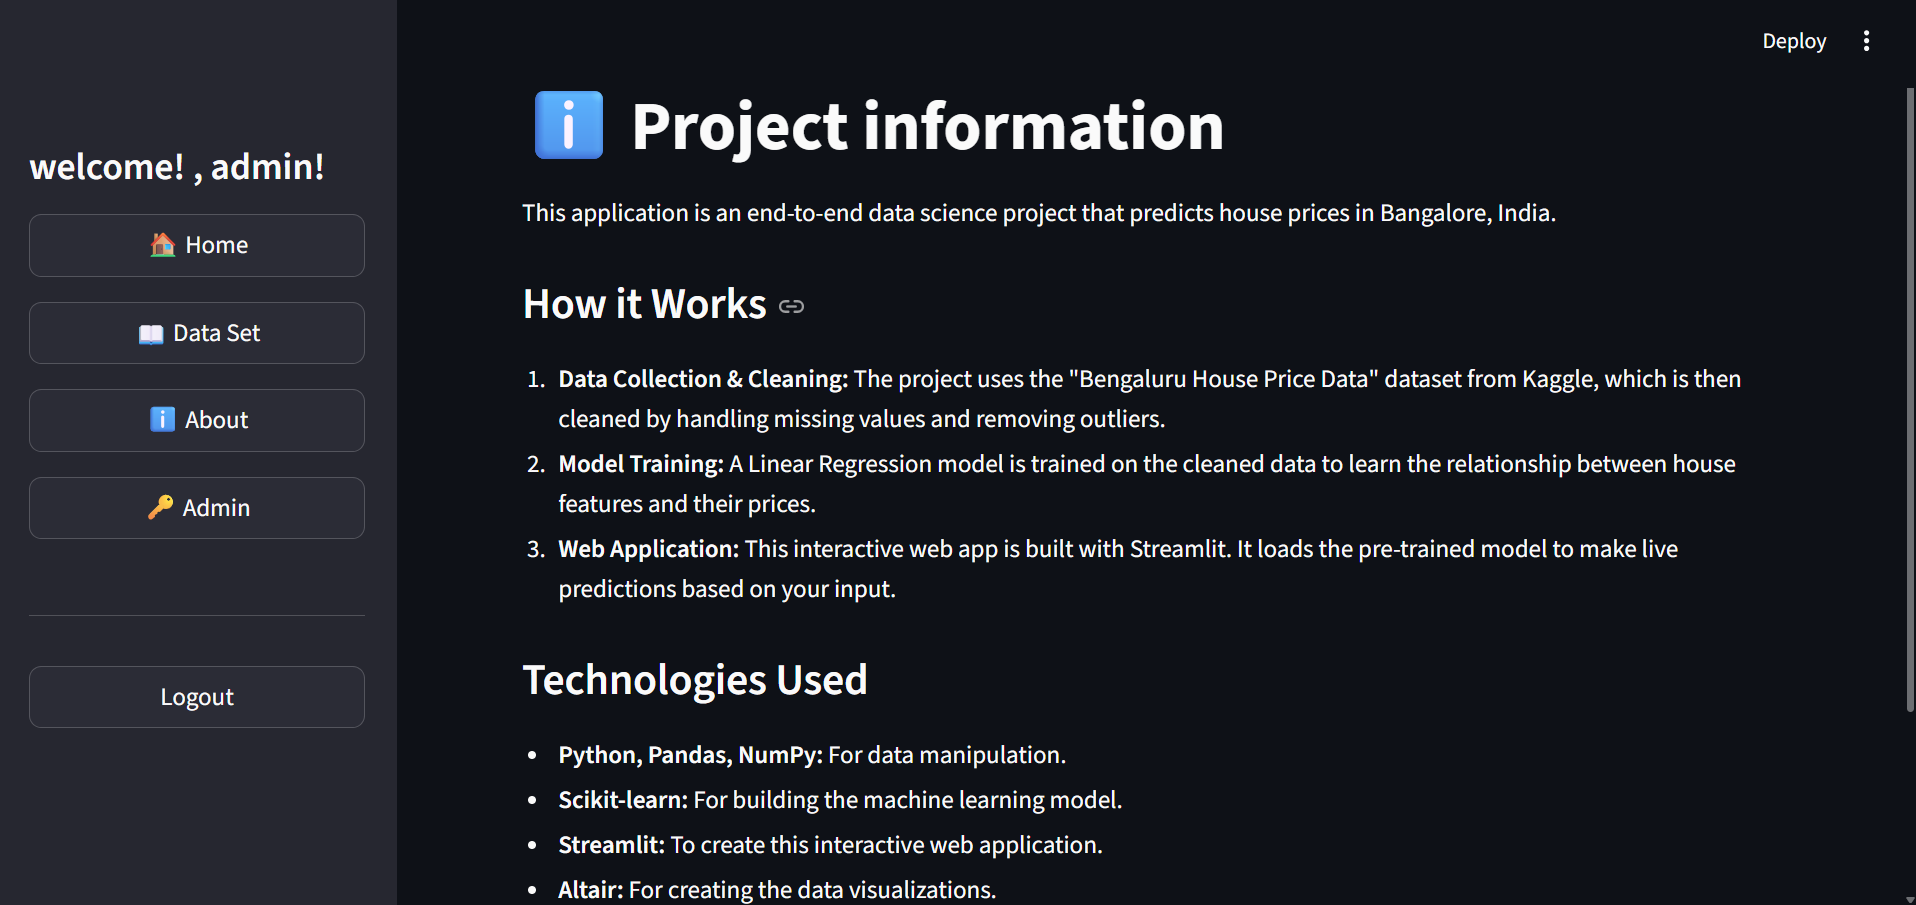 Deploy
welcome! , admin!
🏠 Home
📖 Data Set
ℹ️ About
🔑 Admin
Logout
ℹ️ Project information
This application is an end-to-end data science project that predicts house prices in Bangalore, India.
How it Works
1. Data Collection & Cleaning: The project uses the "Bengaluru House Price Data" dataset from Kaggle, which is then
cleaned by handling missing values and removing outliers.
2. Model Training: A Linear Regression model is trained on the cleaned data to learn the relationship between house
features and their prices.
3. Web Application: This interactive web app is built with Streamlit. It loads the pre-trained model to make live
predictions based on your input.
Technologies Used
• Python, Pandas, NumPy: For data manipulation.
• Scikit-learn: For building the machine learning model.
• Streamlit: To create this interactive web application.
• Altair: For creating the data visualizations.